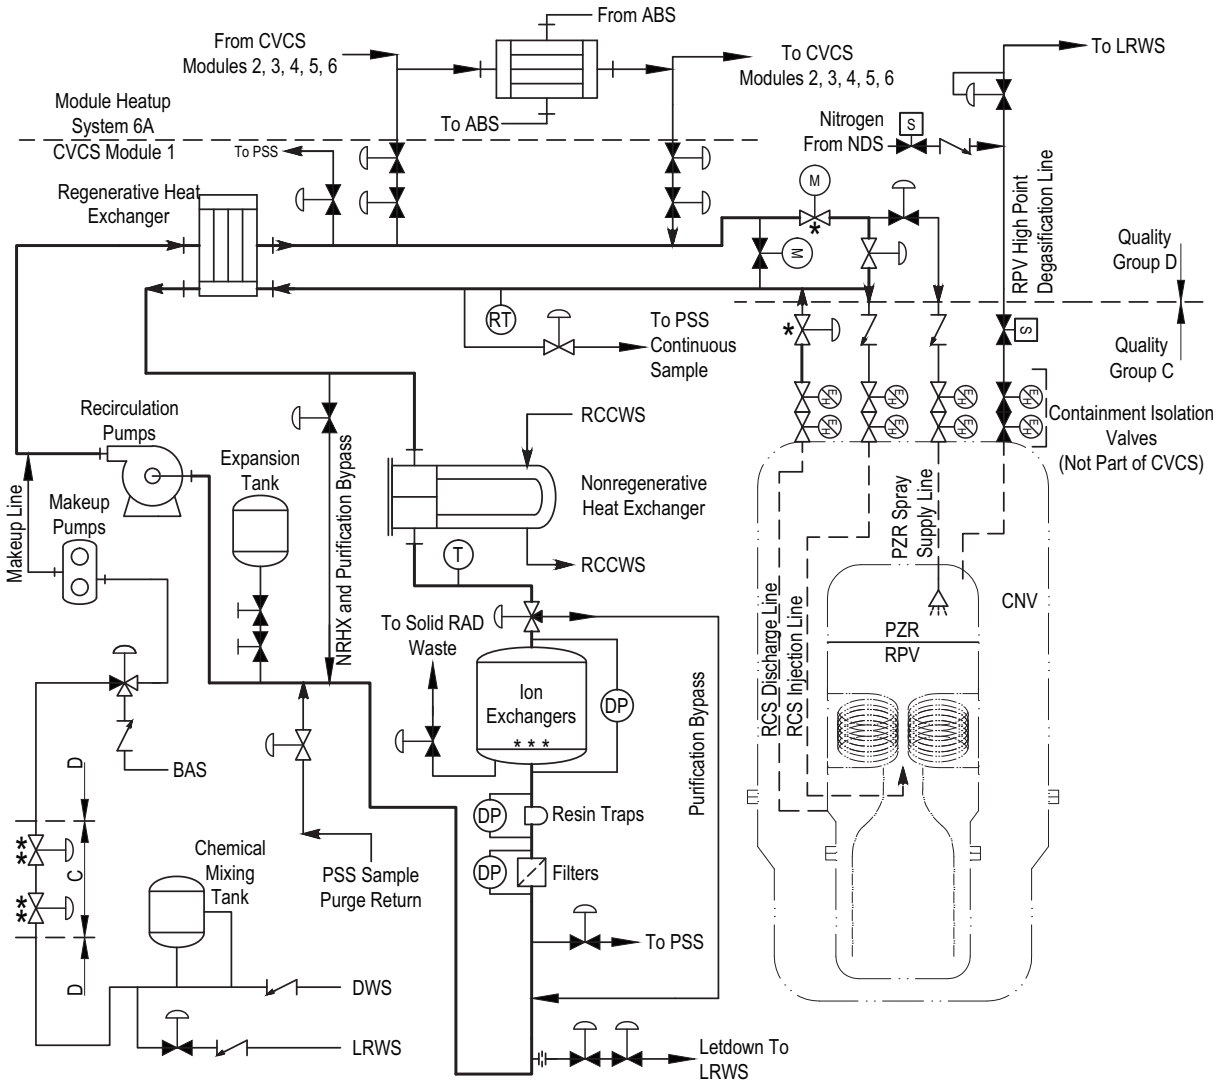 From ABS
From CVCS
Modules 2, 3, 4, 5, 6
To CVCS
Modules 2, 3, 4, 5, 6
To LRWS
To ABS
Module Heatup
System 6A
CVCS Module 1
To PSS
Nitrogen
From NDS
S
M
Regenerative Heat
Exchanger
M
RPV High Point
Degasification Line
Quality
Group D
*
RT
To PSS
Continuous
Sample
*
S
Quality
Group C
E/H
E/H
E/H
E/H
E/H
E/H
E/H
E/H
Containment Isolation
Valves
(Not Part of CVCS)
Recirculation
Pumps
Expansion
Tank
NRHX and Purification Bypass
RCCWS
Nonregenerative
Heat Exchanger
RCCWS
Makeup Line
Makeup
Pumps
T
PZR Spray
Supply Line
CNV
PZR
RPV
To Solid RAD
Waste
Ion
Exchangers
* * *
DP
Purification Bypass
RCS Discharge Line
RCS Injection Line
BAS
D
DP
Resin Traps
**
C
**
D
DP
Filters
Chemical
Mixing
Tank
PSS Sample
Purge Return
To PSS
DWS
LRWS
Letdown To
LRWS